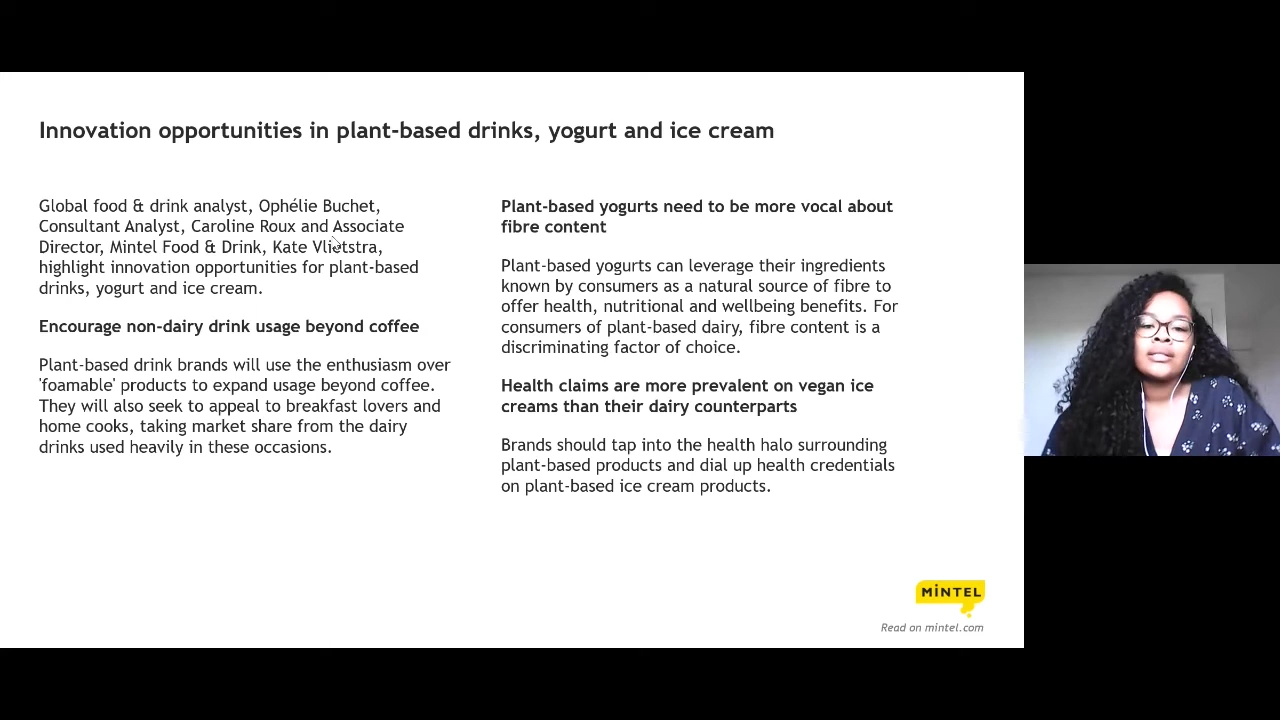 Innovation opportunities in plant-based drinks, yogurt and ice cream
Global food & drink analyst, Ophélie Buchet,
Consultant Analyst, Caroline Roux and Associate
Director, Mintel Food & Drink, Kate Vlietstra,
highlight innovation opportunities for plant-based
drinks, yogurt and ice cream.
Encourage non-dairy drink usage beyond coffee
Plant-based drink brands will use the enthusiasm over
'foamable' products to expand usage beyond coffee.
They will also seek to appeal to breakfast lovers and
home cooks, taking market share from the dairy
drinks used heavily in these occasions.
Plant-based yogurts need to be more vocal about
fibre content
Plant-based yogurts can leverage their ingredients
known by consumers as a natural source of fibre to
offer health, nutritional and wellbeing benefits. For
consumers of plant-based dairy, fibre content is a
discriminating factor of choice.
Health claims are more prevalent on vegan ice
creams than their dairy counterparts
Brands should tap into the health halo surrounding
plant-based products and dial up health credentials
on plant-based ice cream products.
MiNTEL
Read on mintel.com